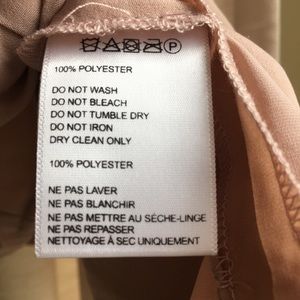 P
100% POLYESTER
DO NOT WASH
DO NOT BLEACH
DO NOT TUMBLE DRY
DO NOT IRON
DRY CLEAN ONLY
100% POLYESTER
NE PAS LAVER
NE PAS BLANCHIR
NE PAS METTRE AU SÈCHE-LINGE
NE PAS REPASSER
NETTOYAGE À SEC UNIQUEMENT